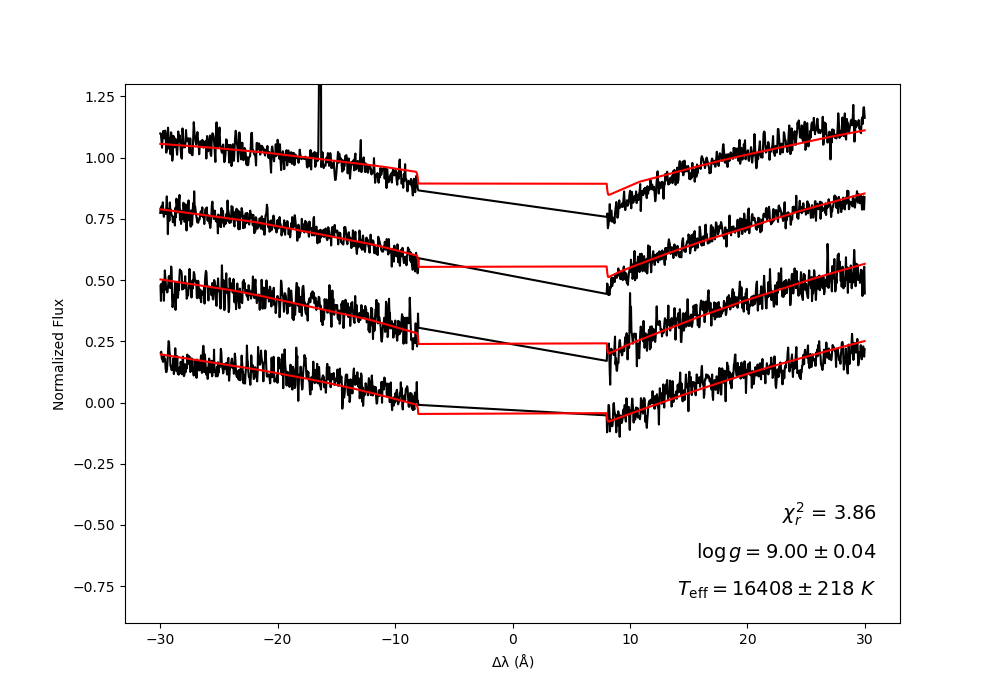 1.25
1.00
0.75
0.50
0.25
0.00
−0.25
−0.50
−0.75
Normalized Flux
χ²ᵣ = 3.86
log g = 9.00 ± 0.04
T_eff = 16408 ± 218 K
−30 −20 −10 0 10 20 30
Δλ (Å)